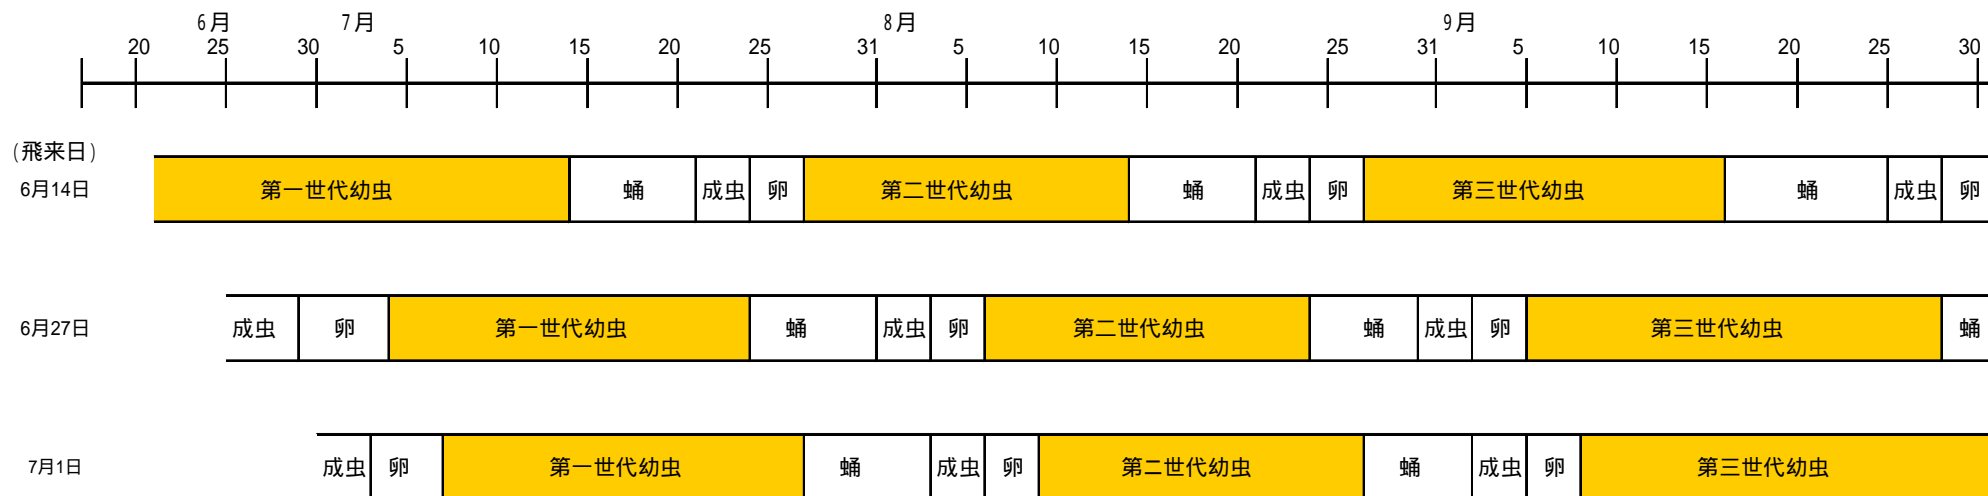 6月 7月 8月 9月
20 25 30 5 10 15 20 25 31 5 10 15 20 25 31 5 10 15 20 25 30
(飛来日)
6月14日 第一世代幼虫 蛹 成虫 卵 第二世代幼虫 蛹 成虫 卵 第三世代幼虫 蛹 成虫 卵
6月27日 成虫 卵 第一世代幼虫 蛹 成虫 卵 第二世代幼虫 蛹 成虫 卵 第三世代幼虫 蛹
7月1日 成虫 卵 第一世代幼虫 蛹 成虫 卵 第二世代幼虫 蛹 成虫 卵 第三世代幼虫